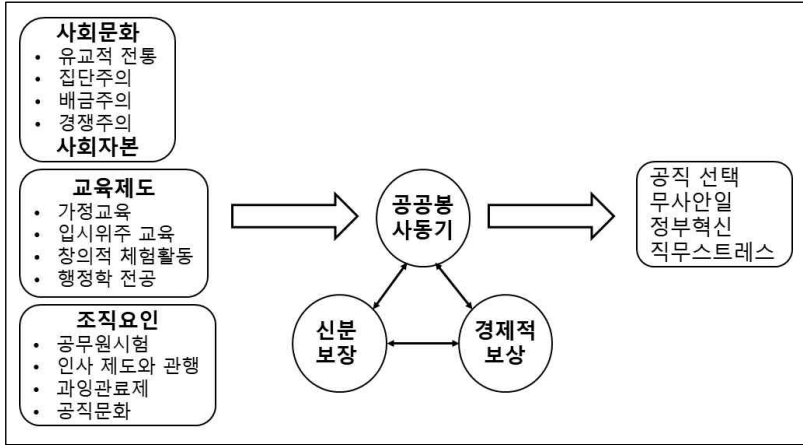 사회문화
• 유교적 전통
• 집단주의
• 배금주의
• 경쟁주의
사회자본
교육제도
• 가정교육
• 입시위주 교육
• 창의적 체험활동
• 행정학 전공
조직요인
• 공무원시험
• 인사 제도와 관행
• 과잉관료제
• 공직문화
공공봉
사동기
신분
보장
경제적
보상
공직 선택
무사안일
정부혁신
직무스트레스